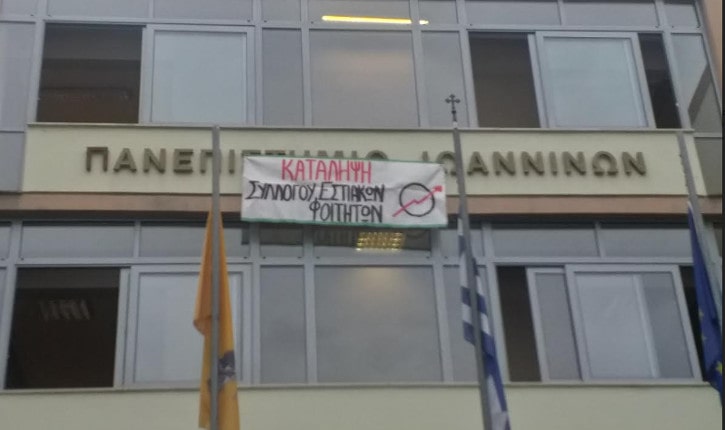 ΠΑΝΕΠΙΣΤΗΜΙΟ ΙΩΑΝΝΙΝΩΝ
ΚΑΤΑΛΗΨΗ
ΣΥΛΛΟΓΟΥ ΕΣΤΙΑΚΩΝ
ΦΟΙΤΗΤΩΝ